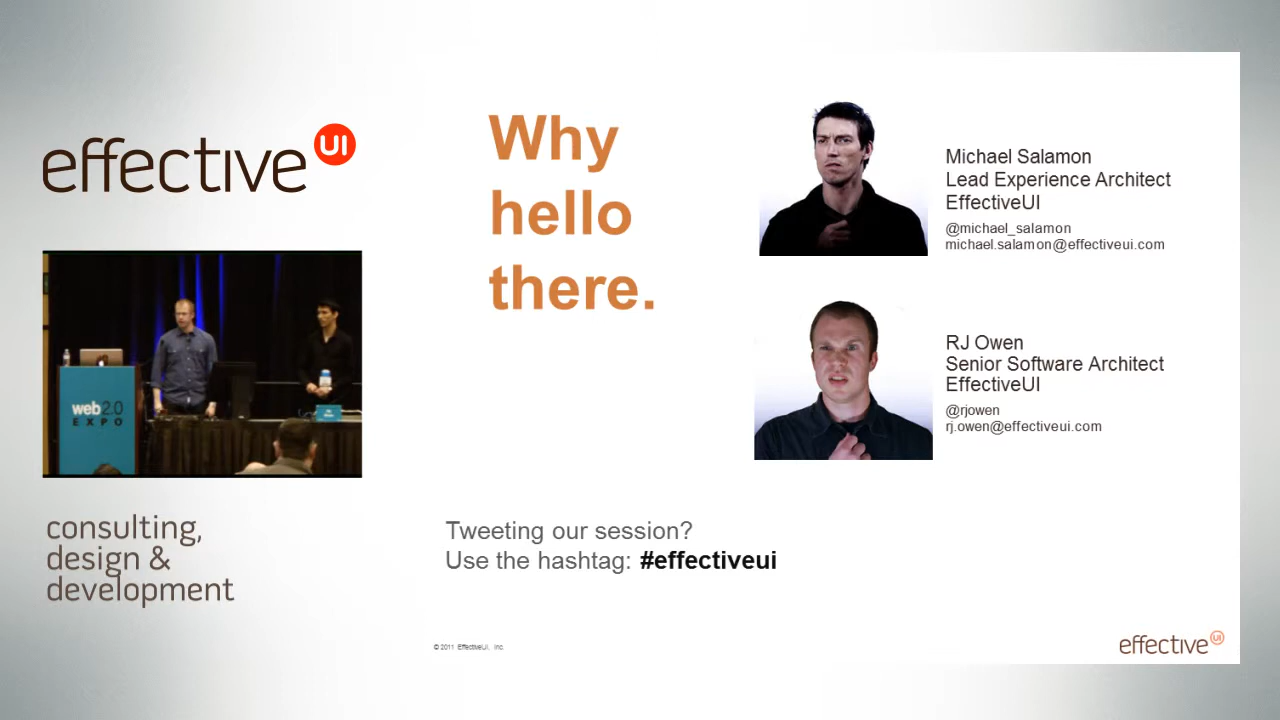 effective UI
web2.0
EXPO
consulting,
design &
development
Why
hello
there.
Michael Salamon
Lead Experience Architect
EffectiveUI
@michael_salamon
michael.salamon@effectiveui.com
RJ Owen
Senior Software Architect
EffectiveUI
@rjowen
rj.owen@effectiveui.com
Tweeting our session?
Use the hashtag: #effectiveui
© 2011 EffectiveUI, Inc.
effective UI